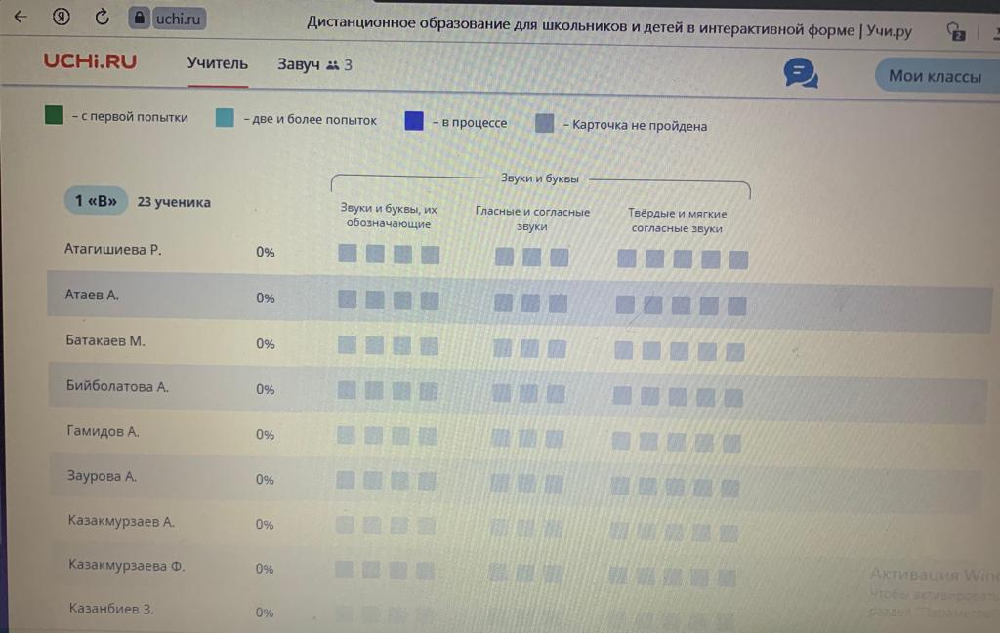 Я
uchi.ru
Дистанционное образование для школьников и детей в интерактивной форме | Учи.ру
2
UCHi.RU
Учитель
Завуч 3
Мои классы
– с первой попытки
– две и более попыток
– в процессе
– Карточка не пройдена
Звуки и буквы
1 «В» 23 ученика
Звуки и буквы, их
обозначающие
Гласные и согласные
звуки
Твёрдые и мягкие
согласные звуки
Атагишиева Р. 0%
Атаев А. 0%
Батакаев М. 0%
Бийболатова А. 0%
Гамидов А. 0%
Заурова А. 0%
Казакмурзаев А. 0%
Казакмурзаева Ф. 0%
Казанбиев З. 0%
Активация Win
Чтобы активировать
раздел "Параметры